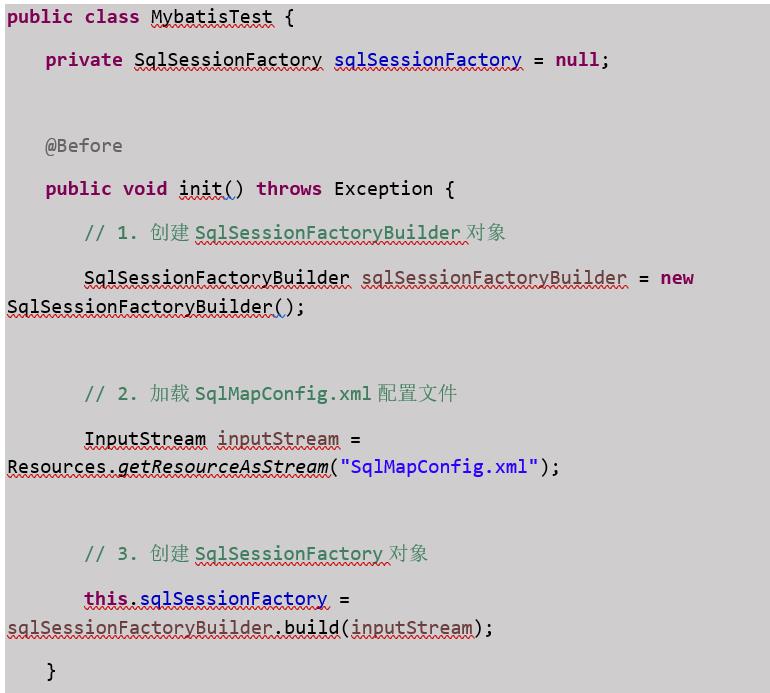 public class MybatisTest {
private SqlSessionFactory sqlSessionFactory = null;
@Before
public void init() throws Exception {
// 1. 创建 SqlSessionFactoryBuilder 对象
SqlSessionFactoryBuilder sqlSessionFactoryBuilder = new
SqlSessionFactoryBuilder();
// 2. 加载 SqlMapConfig.xml 配置文件
InputStream inputStream =
Resources.getResourceAsStream("SqlMapConfig.xml");
// 3. 创建 SqlSessionFactory 对象
this.sqlSessionFactory =
sqlSessionFactoryBuilder.build(inputStream);
}